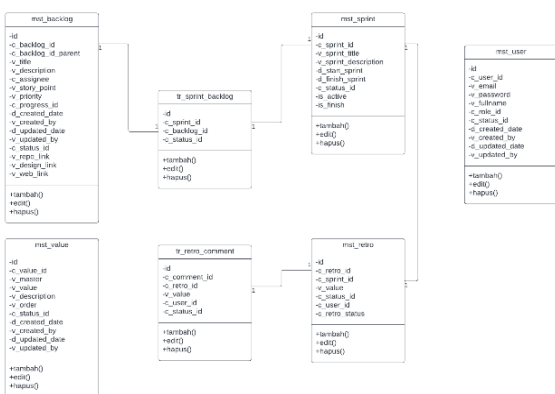 mst_backlog
-id
-c_backlog_id
-c_backlog_id_parent
-v_title
-v_description
-c_assignee
-v_story_point
-v_priority
-c_progress_id
-d_created_date
-v_created_by
-d_updated_date
-v_updated_by
-c_status_id
-v_repo_link
-v_design_link
-v_web_link
+tambah()
+edit()
+hapus()
1
tr_sprint_backlog
-id
-c_sprint_id
-c_backlog_id
-c_status_id
+tambah()
+edit()
+hapus()
1
1
mst_sprint
-id
-c_sprint_id
-v_sprint_title
-v_sprint_description
-d_start_sprint
-d_finish_sprint
-c_status_id
-is_active
-is_finish
+tambah()
+edit()
+hapus()
1
1
mst_user
-id
-c_user_id
-v_email
-v_password
-v_fullname
-c_role_id
-c_status_id
-d_created_date
-v_created_by
-d_updated_date
-v_updated_by
+tambah()
+edit()
+hapus()
mst_value
-id
-c_value_id
-v_master
-v_value
-v_description
-v_order
-c_status_id
-d_created_date
-v_created_by
-d_updated_date
-v_updated_by
+tambah()
+edit()
+hapus()
tr_retro_comment
-id
-c_comment_id
-c_retro_id
-v_value
-c_user_id
-c_status_id
+tambah()
+edit()
+hapus()
1
1
mst_retro
-id
-c_retro_id
-c_sprint_id
-v_value
-c_status_id
-c_user_id
-c_retro_status
+tambah()
+edit()
+hapus()
1